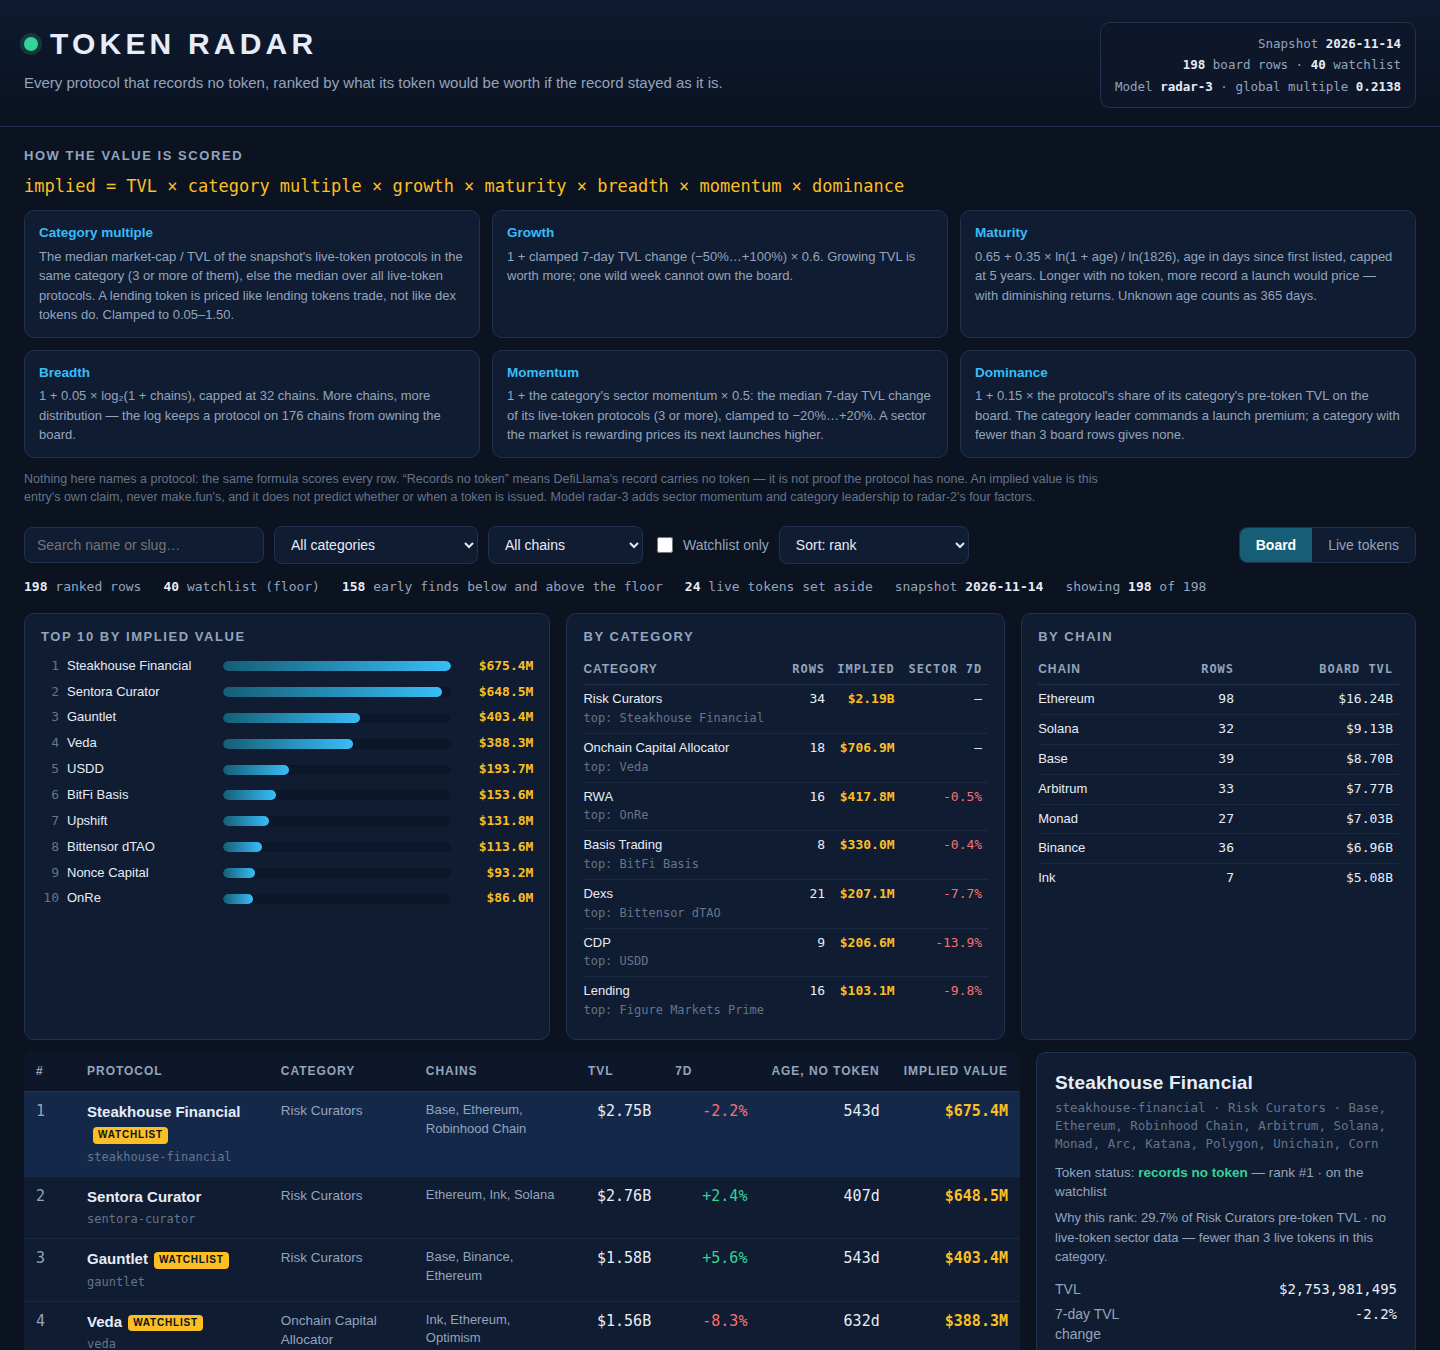 TOKEN RADAR
Every protocol that records no token, ranked by what its token would be worth if the record stayed as it is.
Snapshot 2026-11-14
198 board rows · 40 watchlist
Model radar-3 · global multiple 0.2138
HOW THE VALUE IS SCORED
implied = TVL × category multiple × growth × maturity × breadth × momentum × dominance
Category multiple
The median market-cap / TVL of the snapshot's live-token protocols in the
same category (3 or more of them), else the median over all live-token
protocols. A lending token is priced like lending tokens trade, not like dex
tokens do. Clamped to 0.05–1.50.
Growth
1 + clamped 7-day TVL change (−50%…+100%) × 0.6. Growing TVL is
worth more; one wild week cannot own the board.
Maturity
0.65 + 0.35 × ln(1 + age) / ln(1826), age in days since first listed, capped
at 5 years. Longer with no token, more record a launch would price —
with diminishing returns. Unknown age counts as 365 days.
Breadth
1 + 0.05 × log₂(1 + chains), capped at 32 chains. More chains, more
distribution — the log keeps a protocol on 176 chains from owning the
board.
Momentum
1 + the category's sector momentum × 0.5: the median 7-day TVL change
of its live-token protocols (3 or more), clamped to −20%…+20%. A sector
the market is rewarding prices its next launches higher.
Dominance
1 + 0.15 × the protocol's share of its category's pre-token TVL on the
board. The category leader commands a launch premium; a category with
fewer than 3 board rows gives none.
Nothing here names a protocol: the same formula scores every row. “Records no token” means DefiLlama's record carries no token — it is not proof the protocol has none. An implied value is this
entry's own claim, never make.fun's, and it does not predict whether or when a token is issued. Model radar-3 adds sector momentum and category leadership to radar-2's four factors.
Search name or slug… All categories All chains Watchlist only Sort: rank Board Live tokens
198 ranked rows 40 watchlist (floor) 158 early finds below and above the floor 24 live tokens set aside snapshot 2026-11-14 showing 198 of 198
TOP 10 BY IMPLIED VALUE
1 Steakhouse Financial $675.4M
2 Sentora Curator $648.5M
3 Gauntlet $403.4M
4 Veda $388.3M
5 USDD $193.7M
6 BitFi Basis $153.6M
7 Upshift $131.8M
8 Bittensor dTAO $113.6M
9 Nonce Capital $93.2M
10 OnRe $86.0M
BY CATEGORY
CATEGORY ROWS IMPLIED SECTOR 7D
Risk Curators 34 $2.19B —
top: Steakhouse Financial
Onchain Capital Allocator 18 $706.9M —
top: Veda
RWA 16 $417.8M -0.5%
top: OnRe
Basis Trading 8 $330.0M -0.4%
top: BitFi Basis
Dexs 21 $207.1M -7.7%
top: Bittensor dTAO
CDP 9 $206.6M -13.9%
top: USDD
Lending 16 $103.1M -9.8%
top: Figure Markets Prime
BY CHAIN
CHAIN ROWS BOARD TVL
Ethereum 98 $16.24B
Solana 32 $9.13B
Base 39 $8.70B
Arbitrum 33 $7.77B
Monad 27 $7.03B
Binance 36 $6.96B
Ink 7 $5.08B
# PROTOCOL CATEGORY CHAINS TVL 7D AGE, NO TOKEN IMPLIED VALUE
1 Steakhouse Financial Risk Curators Base, Ethereum, $2.75B -2.2% 543d $675.4M
WATCHLIST Robinhood Chain
steakhouse-financial
2 Sentora Curator Risk Curators Ethereum, Ink, Solana $2.76B +2.4% 407d $648.5M
sentora-curator
3 Gauntlet WATCHLIST Risk Curators Base, Binance, $1.58B +5.6% 543d $403.4M
gauntlet Ethereum
4 Veda WATCHLIST Onchain Capital Ink, Ethereum, $1.56B -8.3% 632d $388.3M
veda Allocator Optimism
Steakhouse Financial
steakhouse-financial · Risk Curators · Base,
Ethereum, Robinhood Chain, Arbitrum, Solana,
Monad, Arc, Katana, Polygon, Unichain, Corn
Token status: records no token — rank #1 · on the
watchlist
Why this rank: 29.7% of Risk Curators pre-token TVL · no
live-token sector data — fewer than 3 live tokens in this
category.
TVL $2,753,981,495
7-day TVL -2.2%
change